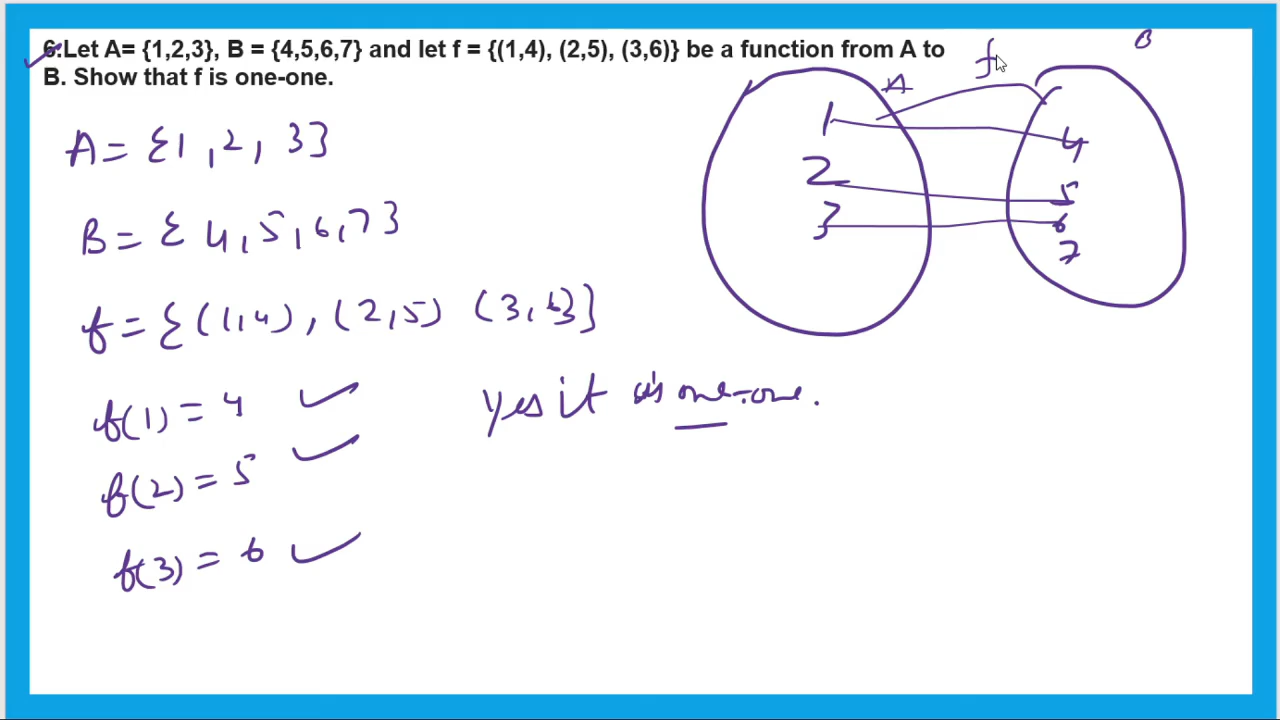 6.Let A= {1,2,3}, B = {4,5,6,7} and let f = {(1,4), (2,5), (3,6)} be a function from A to
B. Show that f is one-one.
A = {1, 2, 3}
B = { 4, 5, 6, 7 }
f = {(1,4), (2,5) (3,6)}
f(1) = 4
f(2) = 5
f(3) = 6
Yes it is one-one.
A
f
B
1
2
3
4
5
6
7